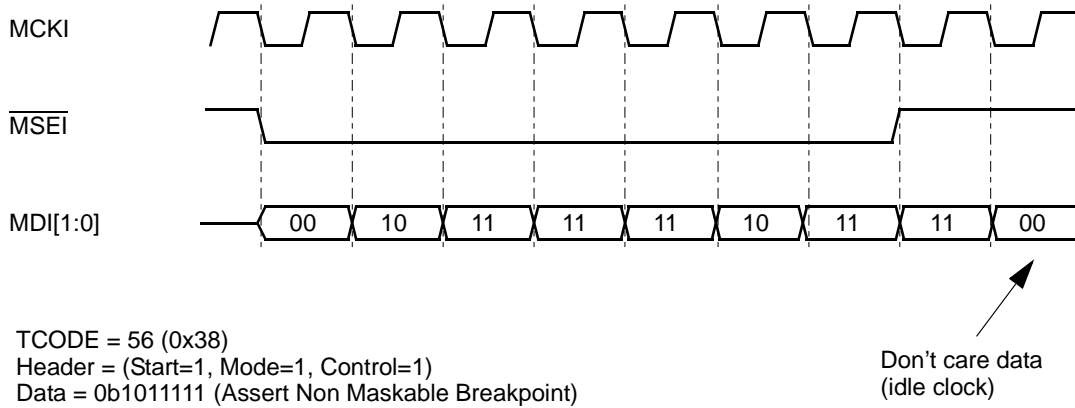 MCKI
MSEI
MDI[1:0]
00 10 11 11 11 10 11 11 00
TCODE = 56 (0x38)
Header = (Start=1, Mode=1, Control=1)
Data = 0b1011111 (Assert Non Maskable Breakpoint)
Don't care data
(idle clock)